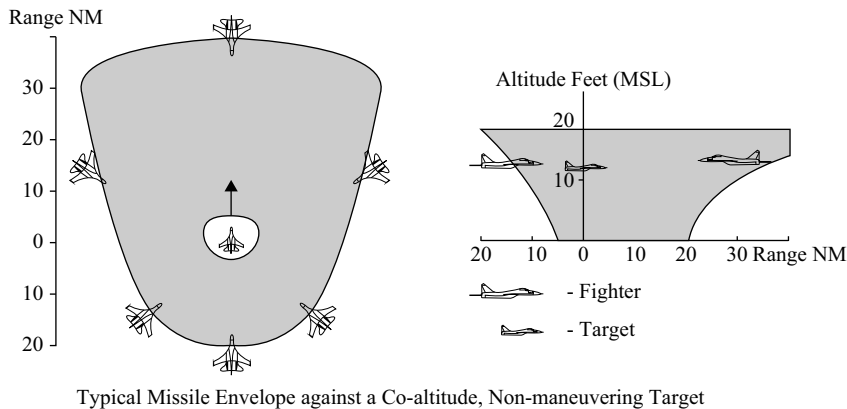 Range NM
30
20
10
0
10
20
Altitude Feet (MSL)
20
10
20 10 0 20 30 Range NM
- Fighter
- Target
Typical Missile Envelope against a Co-altitude, Non-maneuvering Target